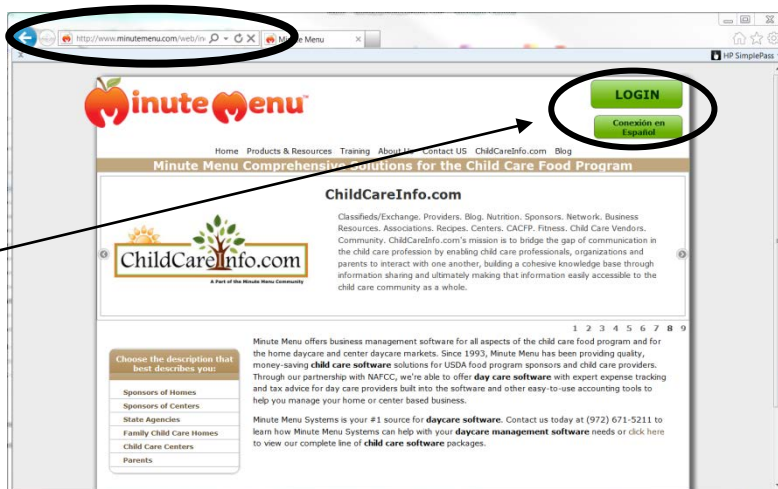 http://www.minutemenu.com/web/in
Minute Menu
HP SimplePass
x
minute menu
LOGIN
Conexión en
Español
Home Products & Resources Training About Us Contact US ChildCareInfo.com Blog
Minute Menu Comprehensive Solutions for the Child Care Food Program
ChildCareInfo.com
Classifieds/Exchange. Providers. Blog. Nutrition. Sponsors. Network. Business
Resources. Associations. Recipes. Centers. CACFP. Fitness. Child Care Vendors.
Community. ChildCareInfo.com's mission is to bridge the gap of communication in
the child care profession by enabling child care professionals, organizations and
parents to interact with one another, building a cohesive knowledge base through
information sharing and ultimately making that information easily accessible to the
child care community as a whole.
ChildCareInfo.com
A Part of the Minute Menu Community
1 2 3 4 5 6 7 8 9
Choose the description that
best describes you:
Sponsors of Homes
Sponsors of Centers
State Agencies
Family Child Care Homes
Child Care Centers
Parents
Minute Menu offers business management software for all aspects of the child care food program and for
the home daycare and center daycare markets. Since 1993, Minute Menu has been providing quality,
money-saving child care software solutions for USDA food program sponsors and child care providers.
Through our partnership with NAFCC, we're able to offer day care software with expert expense tracking
and tax advice for day care providers built into the software and other easy-to-use accounting tools to
help you manage your home or center based business.
Minute Menu Systems is your #1 source for daycare software. Contact us today at (972) 671-5211 to
learn how Minute Menu Systems can help with your daycare management software needs or click here
to view our complete line of child care software packages.